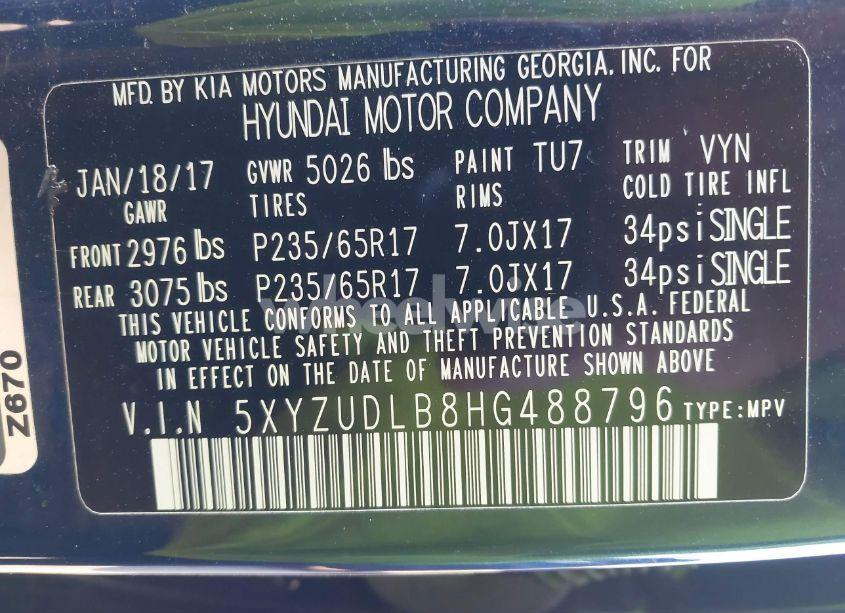 MFD. BY KIA MOTORS MANUFACTURING GEORGIA. INC. FOR
HYUNDAI MOTOR COMPANY
JAN/18/17 GVWR 5026 lbs PAINT TU7 TRIM VYN
GAWR TIRES RIMS COLD TIRE INFL
FRONT 2976 lbs P235/65R17 7.0JX17 34psi SINGLE
REAR 3075 lbs P235/65R17 7.0JX17 34psi SINGLE
THIS VEHICLE CONFORMS TO ALL APPLICABLE U.S.A. FEDERAL
MOTOR VEHICLE SAFETY AND THEFT PREVENTION STANDARDS
IN EFFECT ON THE DATE OF MANUFACTURE SHOWN ABOVE
V.I.N 5XYZUDLB8HG488796 TYPE:MPV
Z670